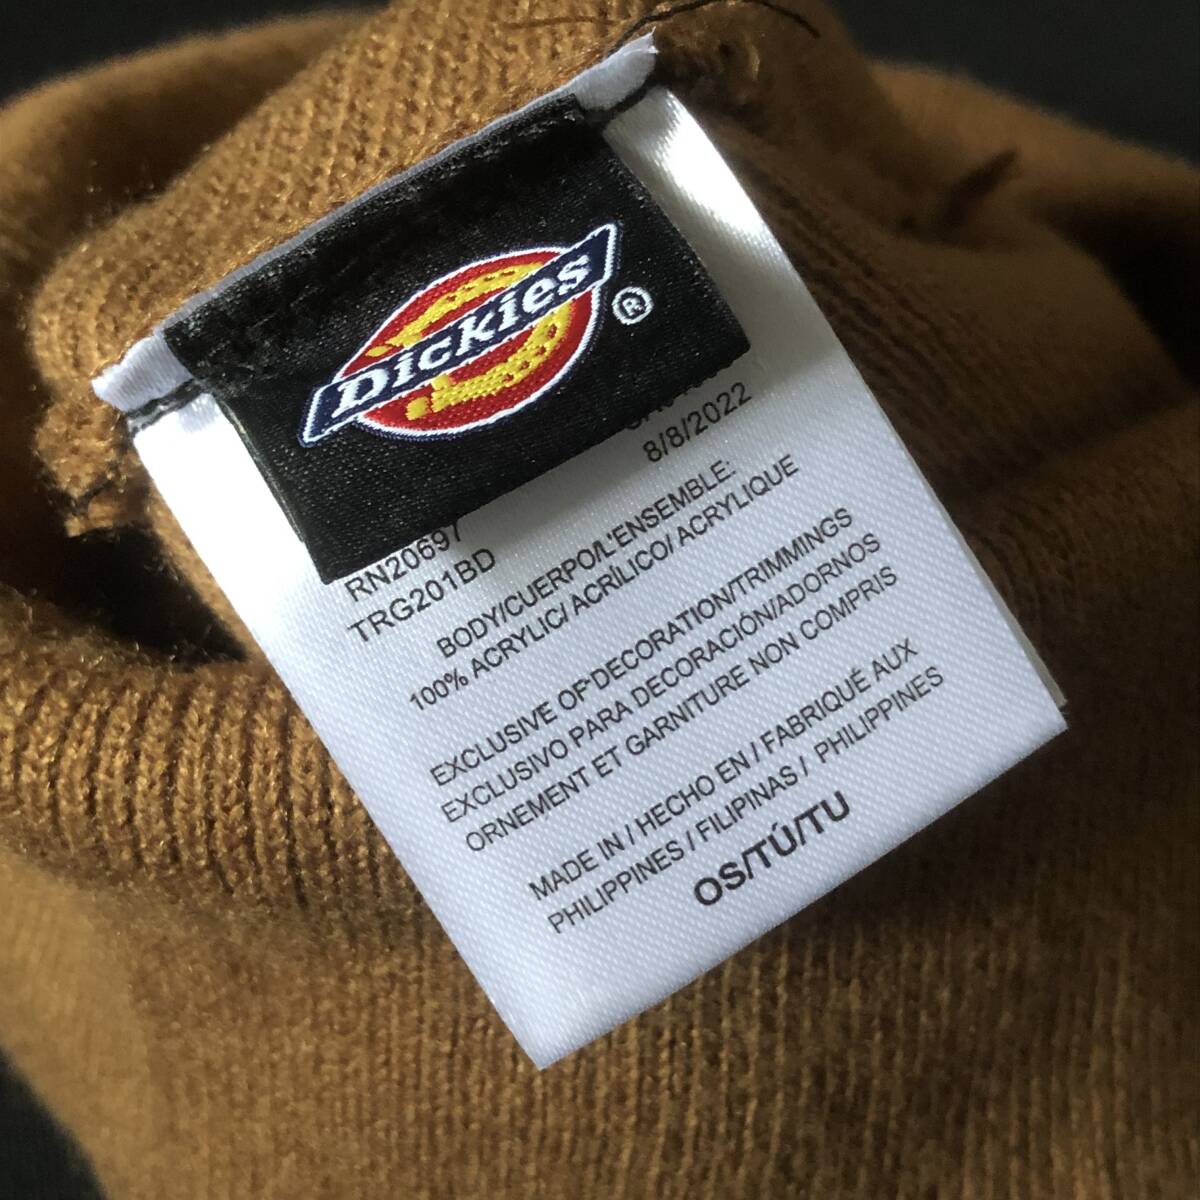 Dickies®
8/8/2022
RN20697
TRG201BD
BODY/CUERPO/L'ENSEMBLE:
100% ACRYLIC/ ACRÍLICO/ ACRYLIQUE
EXCLUSIVE OF DECORATION/TRIMMINGS
EXCLUSIVO PARA DECORACIÓN/ADORNOS
ORNEMENT ET GARNITURE NON COMPRIS
MADE IN / HECHO EN / FABRIQUÉ AUX
PHILIPPINES / FILIPINAS / PHILIPPINES
OS/TÚ/TU